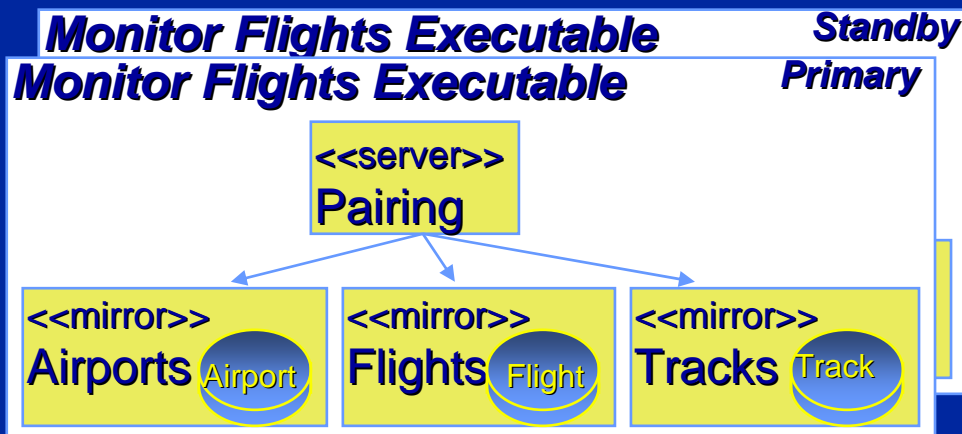 Monitor Flights Executable Standby
Monitor Flights Executable Primary
<<server>>
Pairing
<<mirror>> <<mirror>> <<mirror>>
Airports Airport Flights Flight Tracks Track